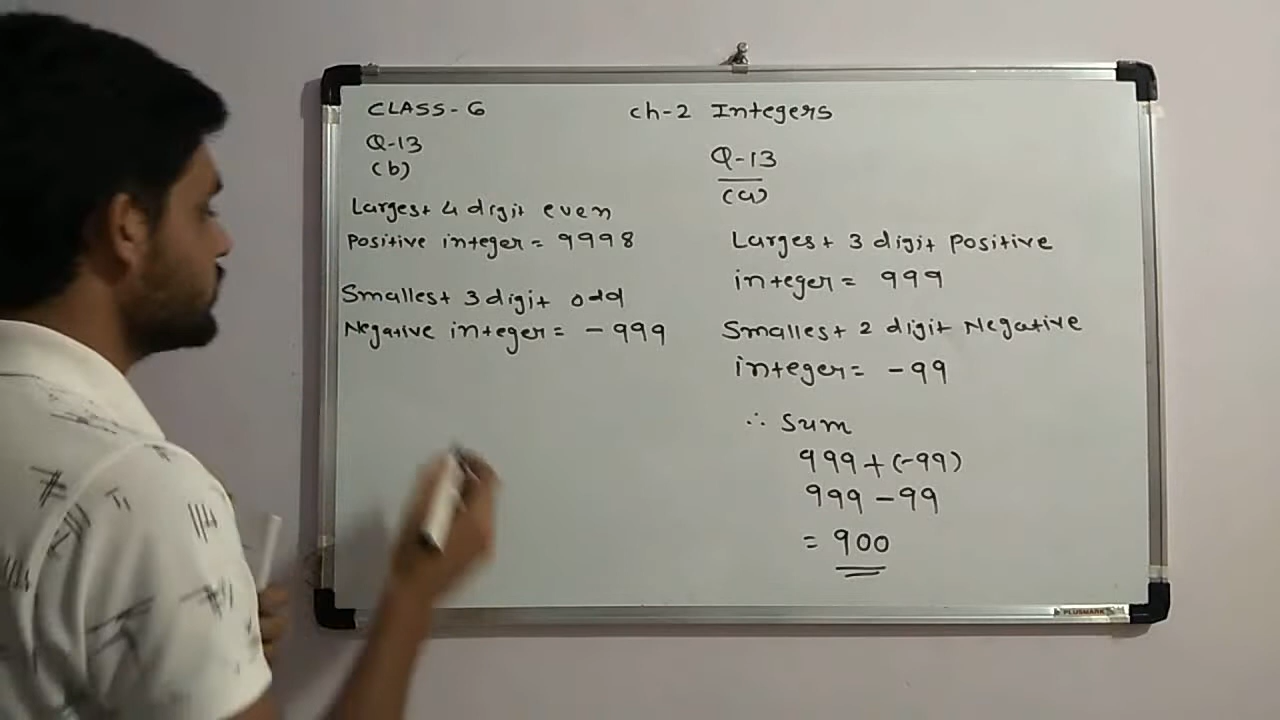 CLASS-6
Ch-2 Integers
Q-13
(b)
Largest 4 digit even
Positive integer = 9998
Smallest 3 digit odd
Negative integer = -999
Q-13
(a)
Largest 3 digit Positive
integer = 999
Smallest 2 digit Negative
integer = -99
∴ Sum
999+(-99)
999-99
= 900
PLUSMARK